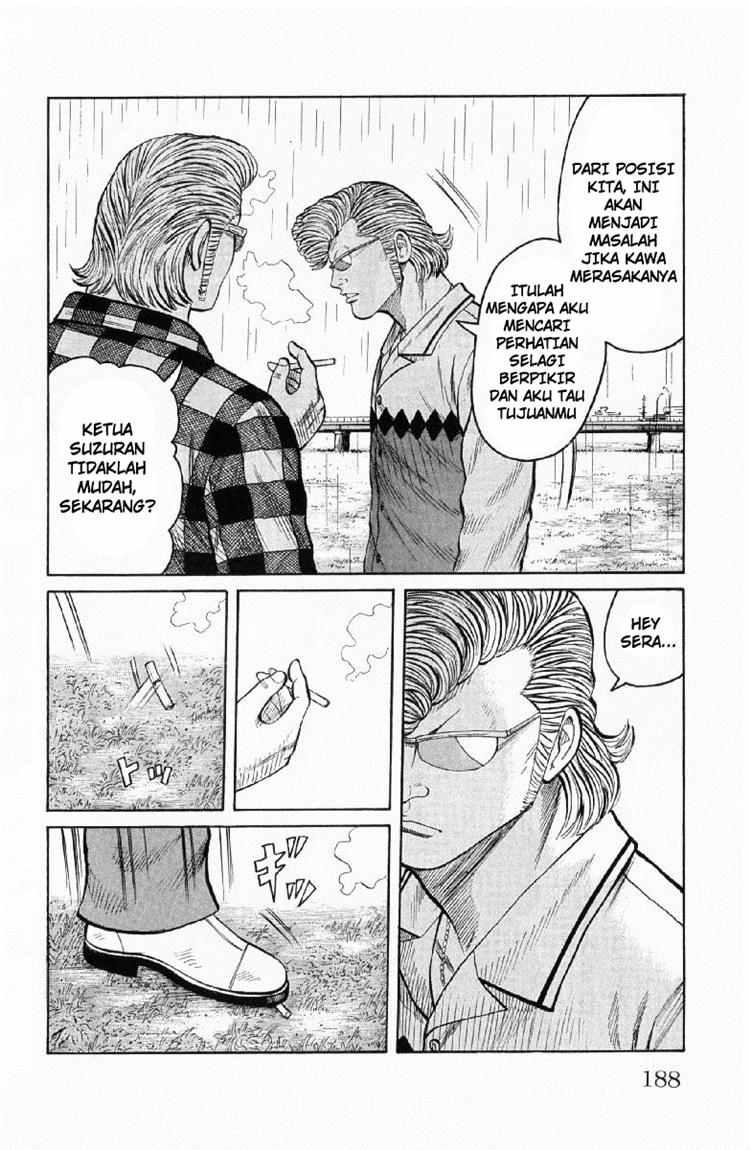 DARI POSISI
KITA, INI
AKAN
MENJADI
MASALAH
JIKA KAWA
MERASAKANYA
ITULAH
MENGAPA AKU
MENCARI
PERHATIAN
SELAGI
BERPIKIR
DAN AKU TAU
TUJUANMU
KETUA
SUZURAN
TIDAKLAH
MUDAH,
SEKARANG?
HEY
SERA...
トッ
ギッ
188